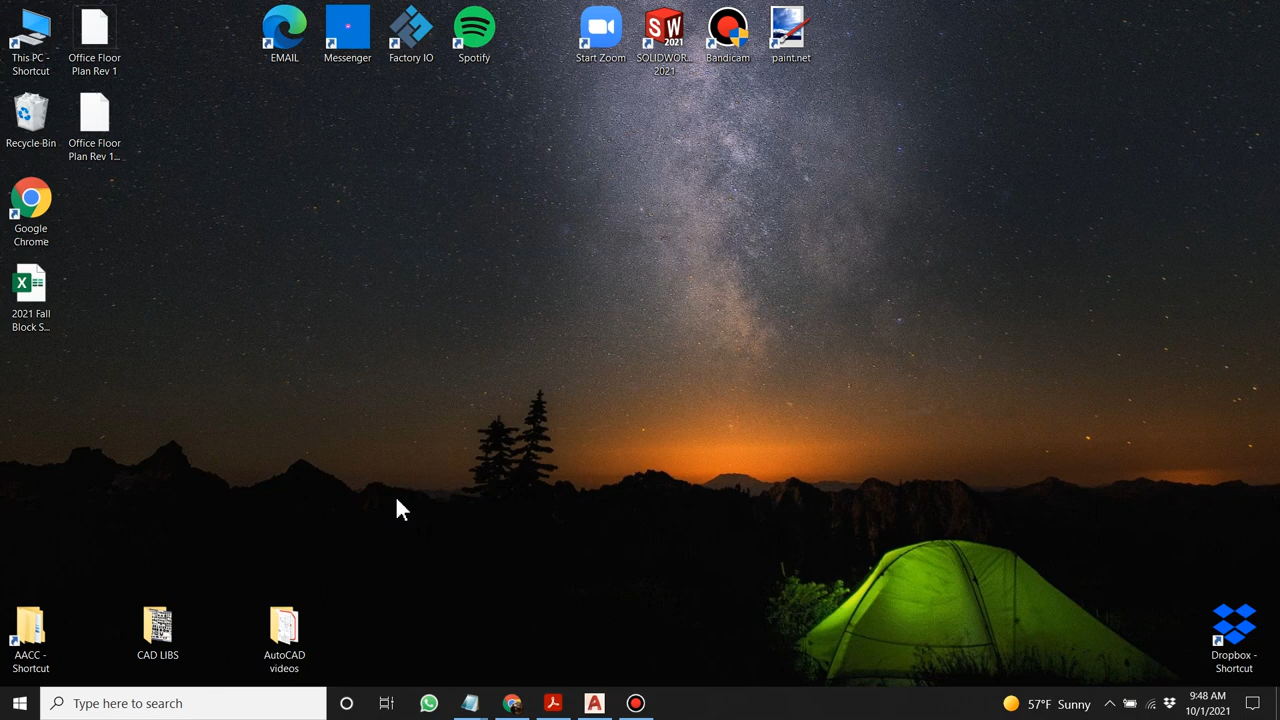 This PC -
Shortcut
Office Floor
Plan Rev 1
EMAIL
Messenger
Factory IO
Spotify
Start Zoom
SW
2021
SOLIDWOR...
2021
Bandicam
paint.net
Recycle-Bin
Office Floor
Plan Rev 1...
Google
Chrome
X
2021 Fall
Block S...
AACC -
Shortcut
CAD LIBS
AutoCAD
videos
Dropbox -
Shortcut
Type here to search
A
57°F Sunny
9:48 AM
10/1/2021